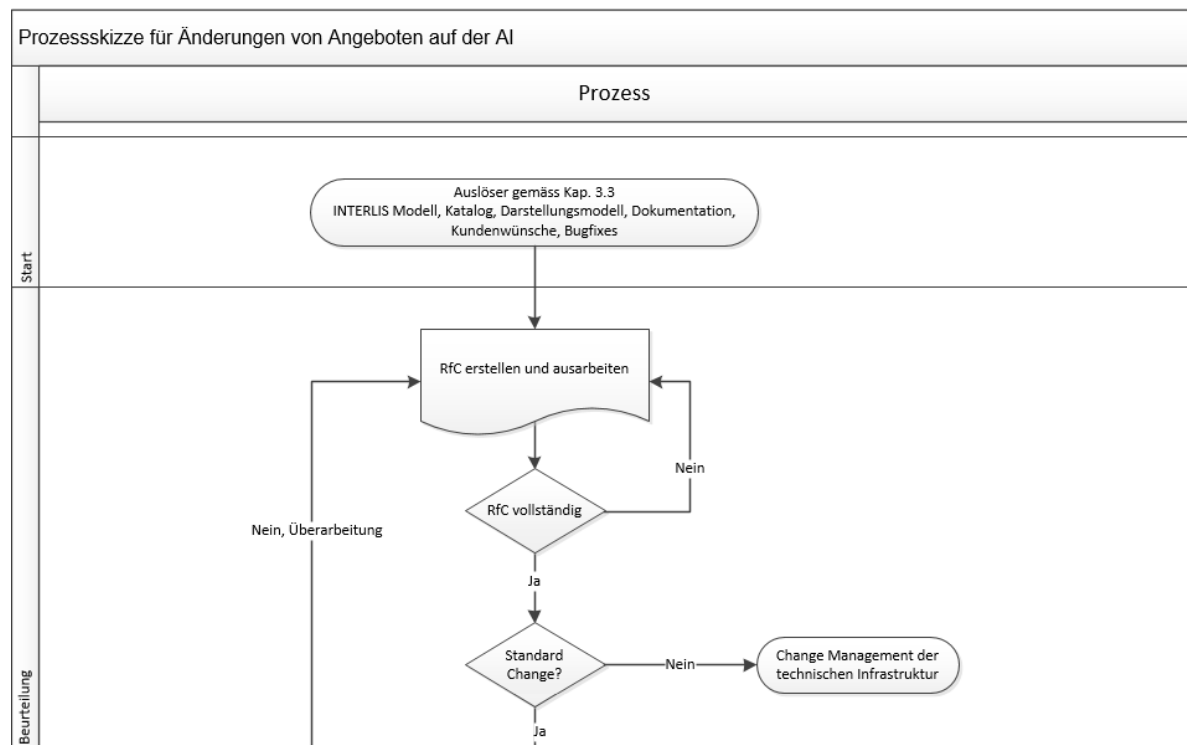 Prozessskizze für Änderungen von Angeboten auf der AI
Prozess
Start
Auslöser gemäss Kap. 3.3
INTERLIS Modell, Katalog, Darstellungsmodell, Dokumentation,
Kundenwünsche, Bugfixes
Beurteilung
RfC erstellen und ausarbeiten
Nein
RfC vollständig
Nein, Überarbeitung
Ja
Standard
Change?
Nein
Change Management der
technischen Infrastruktur
Ja